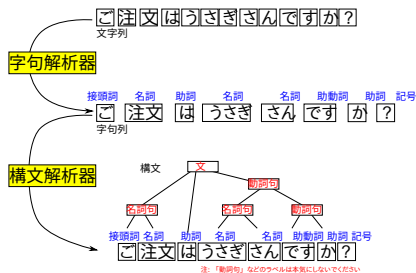 ご注文はうさぎさんですか?
文字列
字句解析器
接頭詞 名詞 助詞 名詞 名詞 助動詞 助詞 記号
ご 注文 は うさぎ さん です か ?
字句列
構文解析器
構文
文
動詞句
名詞句 名詞句 動詞句
接頭詞 名詞 助詞 名詞 名詞 助動詞 助詞 記号
ご 注文 は うさぎ さん です か ?
注: 「動詞句」などのラベルは本気にしないでください